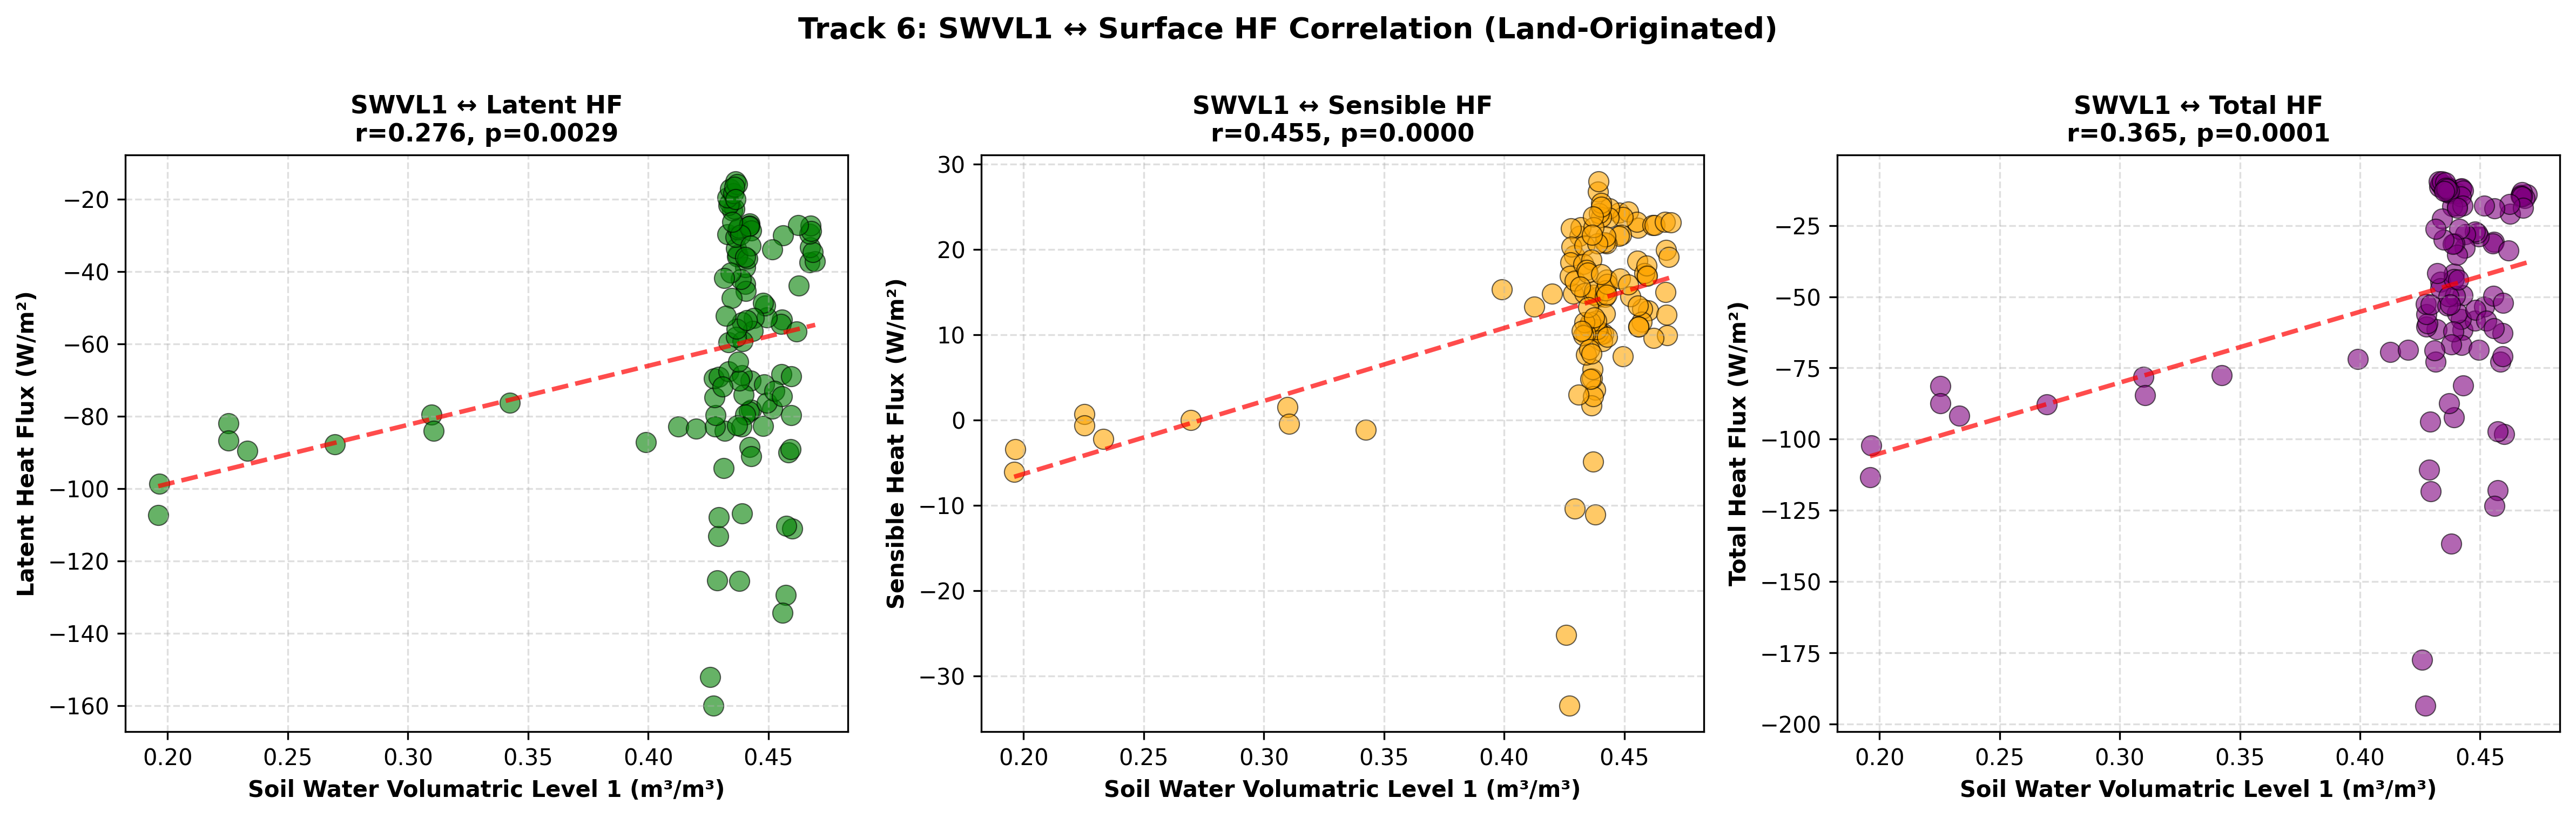 Track 6: SWVL1 ↔ Surface HF Correlation (Land-Originated)
SWVL1 ↔ Latent HF
r=0.276, p=0.0029
−20
−40
−60
−80
−100
−120
−140
−160
Latent Heat Flux (W/m²)
0.20 0.25 0.30 0.35 0.40 0.45
Soil Water Volumatric Level 1 (m³/m³)
SWVL1 ↔ Sensible HF
r=0.455, p=0.0000
30
20
10
0
−10
−20
−30
Sensible Heat Flux (W/m²)
0.20 0.25 0.30 0.35 0.40 0.45
Soil Water Volumatric Level 1 (m³/m³)
SWVL1 ↔ Total HF
r=0.365, p=0.0001
−25
−50
−75
−100
−125
−150
−175
−200
Total Heat Flux (W/m²)
0.20 0.25 0.30 0.35 0.40 0.45
Soil Water Volumatric Level 1 (m³/m³)